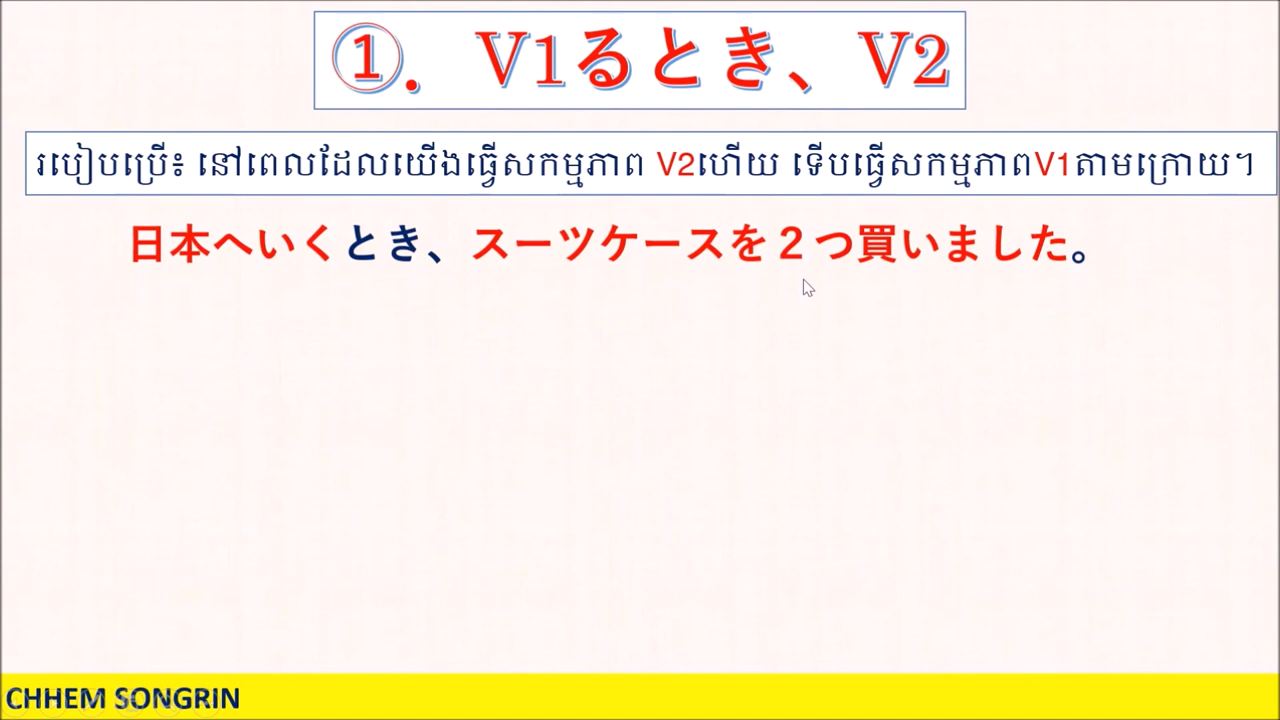 ①. V1るとき、V2
របៀបប្រើ៖ នៅពេលដែលយើងធ្វើសកម្មភាព V2ហើយ ទើបធ្វើសកម្មភាពV1តាមក្រោយ។
日本へいくとき、スーツケースを２つ買いました。
CHHEM SONGRIN